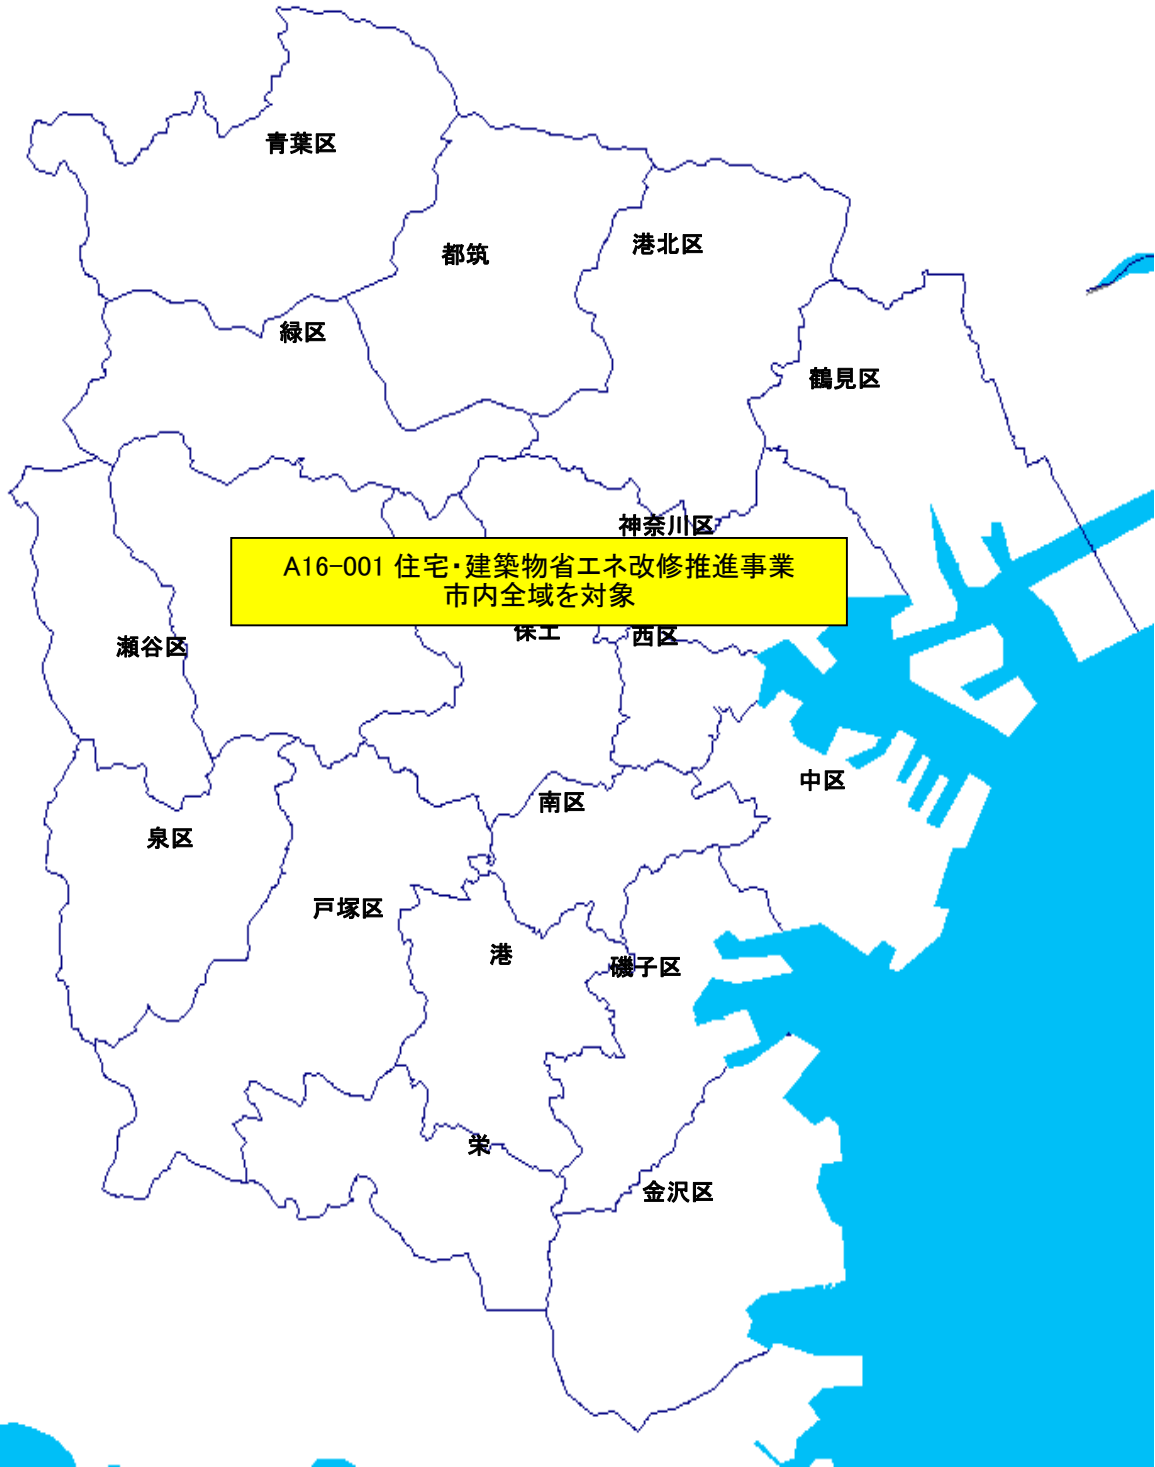 青葉区
都筑
港北区
緑区
鶴見区
神奈川区
A16-001 住宅・建築物省エネ改修推進事業
市内全域を対象
保土
西区
瀬谷区
中区
南区
泉区
戸塚区
港
磯子区
栄
金沢区